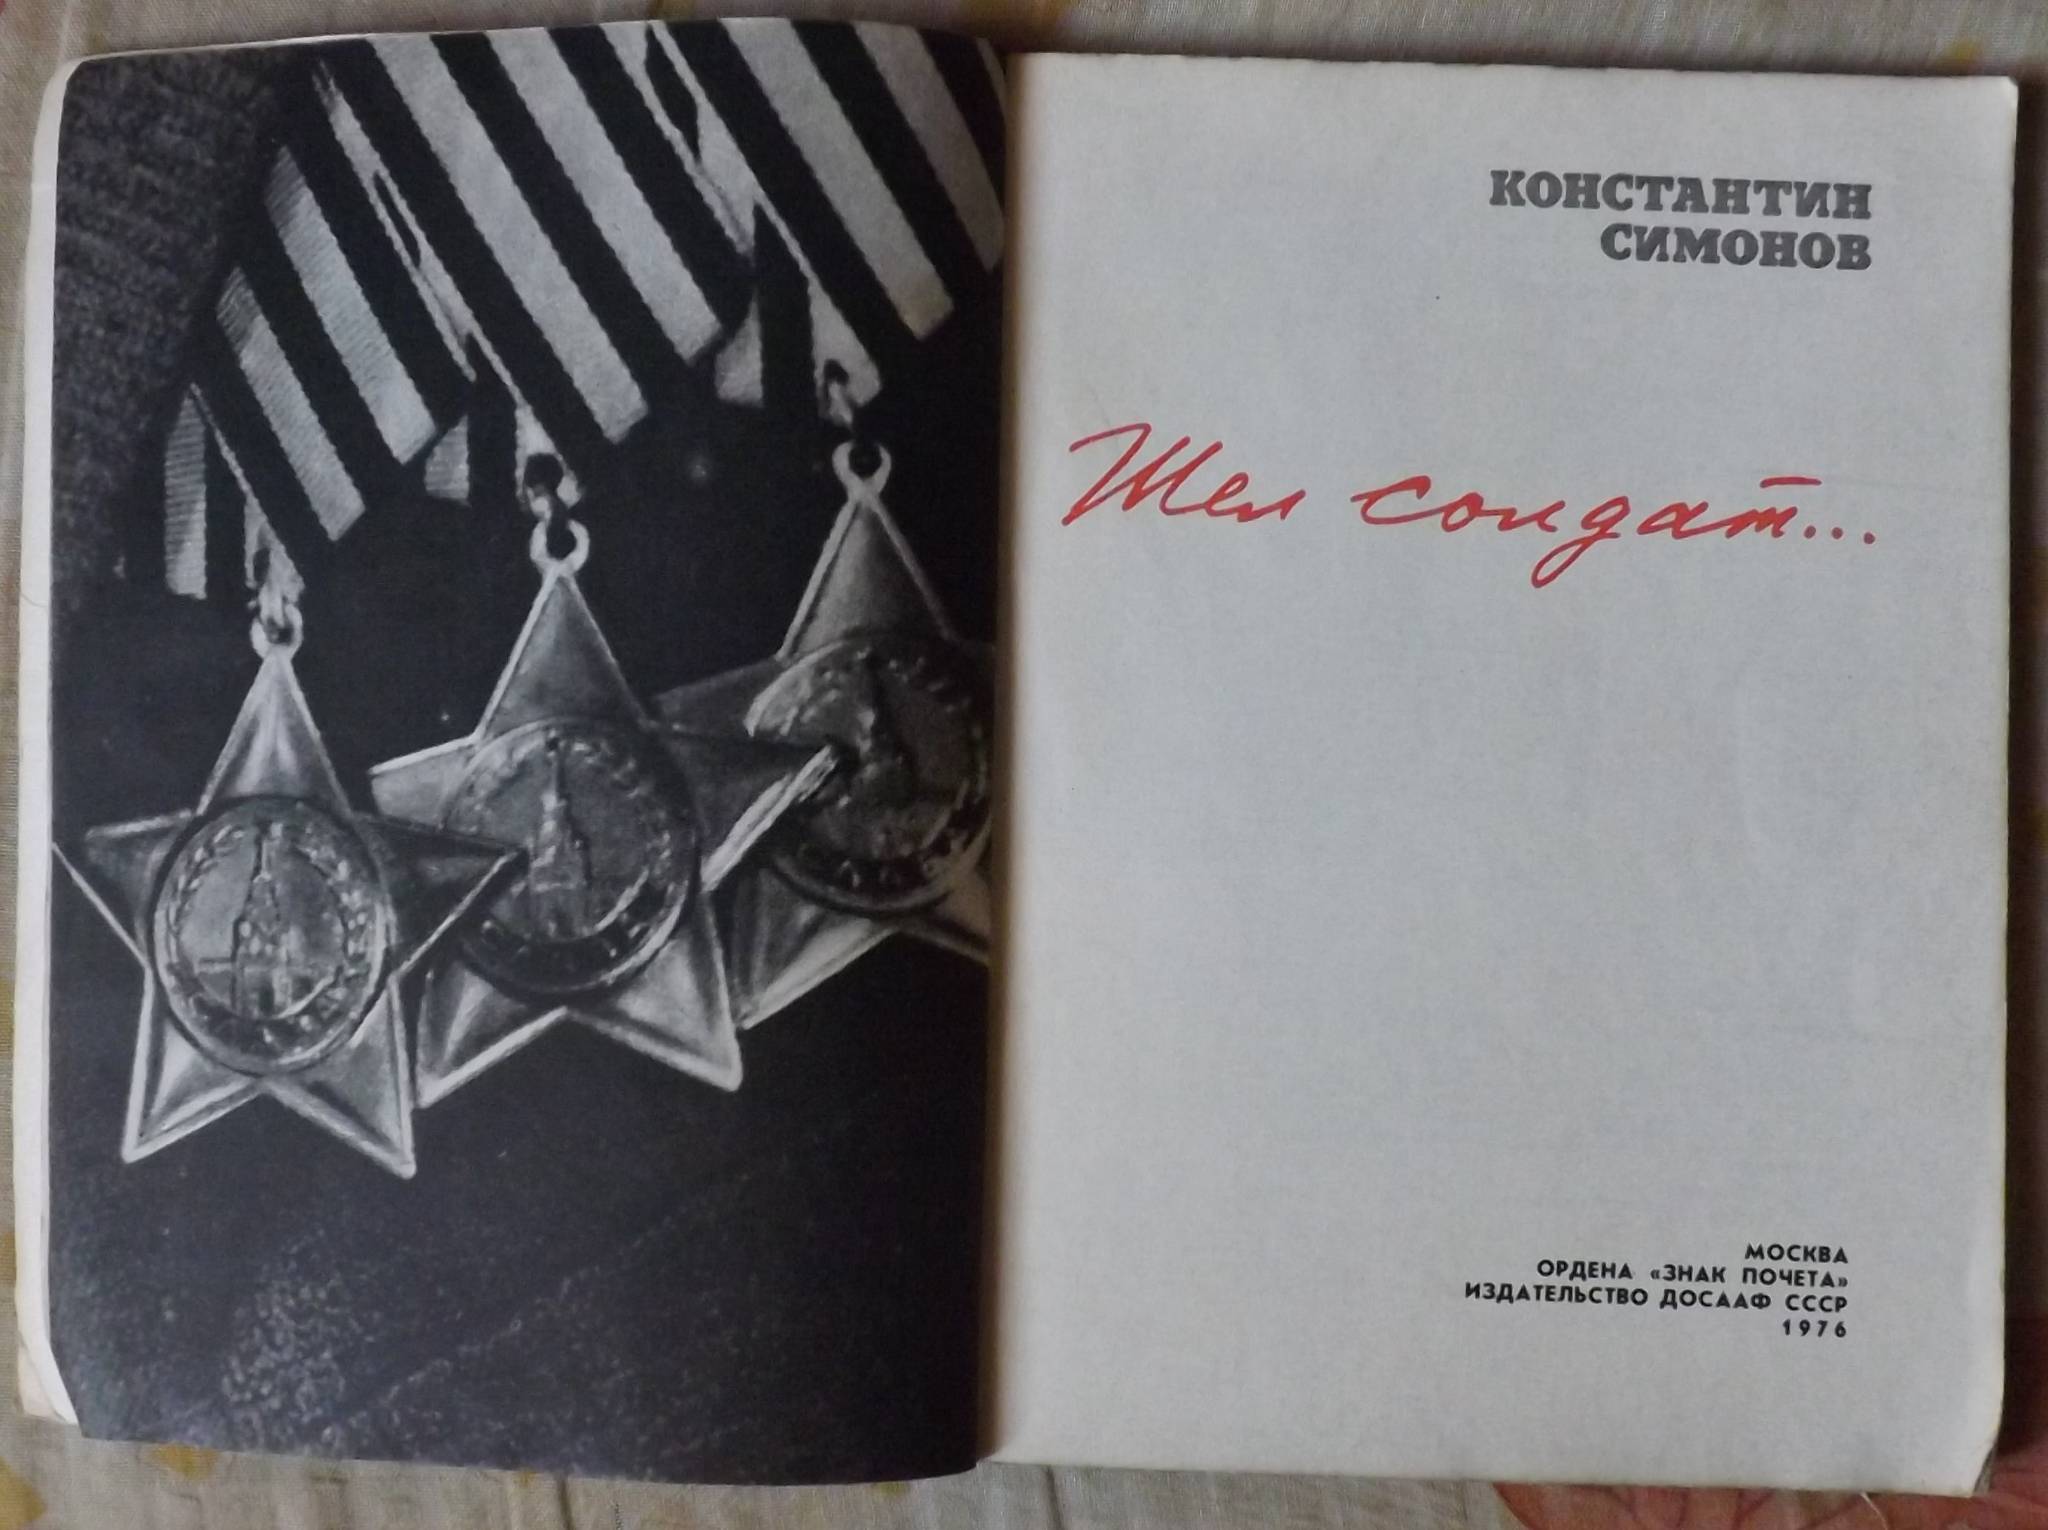 КОНСТАНТИН
СИМОНОВ
Шел солдат...
МОСКВА
ОРДЕНА «ЗНАК ПОЧЕТА»
ИЗДАТЕЛЬСТВО ДОСААФ СССР
1976